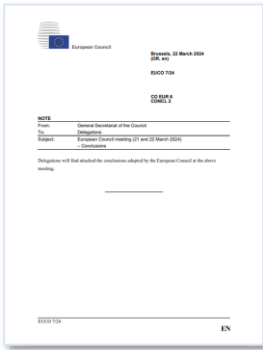 European Council
Brussels, 22 March 2024
(OR. en)
EUCO 7/24
CO EUR 6
CONCL 2
NOTE
From: General Secretariat of the Council
To: Delegations
Subject: European Council meeting (21 and 22 March 2024)
– Conclusions
Delegations will find attached the conclusions adopted by the European Council at the above
meeting.
EUCO 7/24
EN